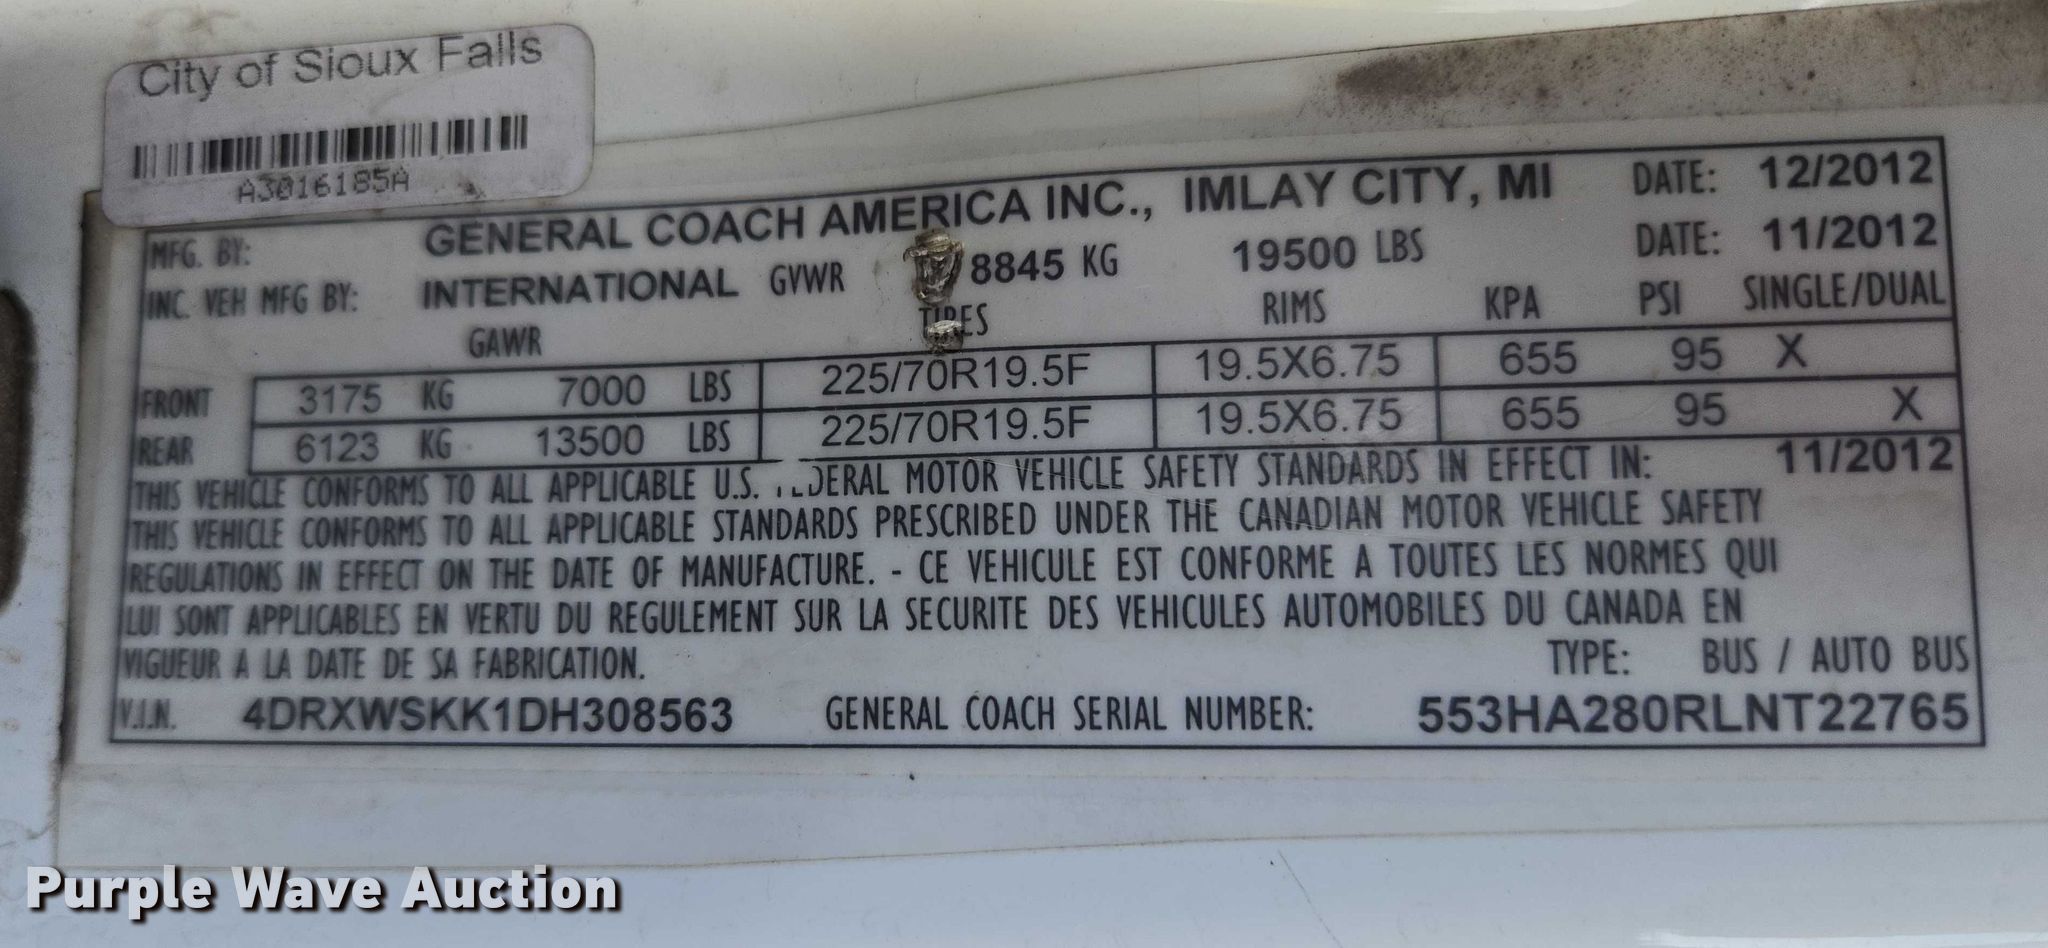 City of Sioux Falls
A3016185A
MFG. BY: GENERAL COACH AMERICA INC., IMLAY CITY, MI DATE: 12/2012
INC. VEH MFG BY: INTERNATIONAL GVWR 8845 KG 19500 LBS DATE: 11/2012
GAWR TIRES RIMS KPA PSI SINGLE/DUAL
FRONT 3175 KG 7000 LBS 225/70R19.5F 19.5X6.75 655 95 X
REAR 6123 KG 13500 LBS 225/70R19.5F 19.5X6.75 655 95 X
THIS VEHICLE CONFORMS TO ALL APPLICABLE U.S. FEDERAL MOTOR VEHICLE SAFETY STANDARDS IN EFFECT IN: 11/2012
THIS VEHICLE CONFORMS TO ALL APPLICABLE STANDARDS PRESCRIBED UNDER THE CANADIAN MOTOR VEHICLE SAFETY
REGULATIONS IN EFFECT ON THE DATE OF MANUFACTURE. - CE VEHICULE EST CONFORME A TOUTES LES NORMES QUI
LUI SONT APPLICABLES EN VERTU DU REGULEMENT SUR LA SECURITE DES VEHICULES AUTOMOBILES DU CANADA EN
VIGUEUR A LA DATE DE SA FABRICATION. TYPE: BUS / AUTO BUS
V.I.N. 4DRXWSKK1DH308563 GENERAL COACH SERIAL NUMBER: 553HA280RLNT22765
Purple Wave Auction